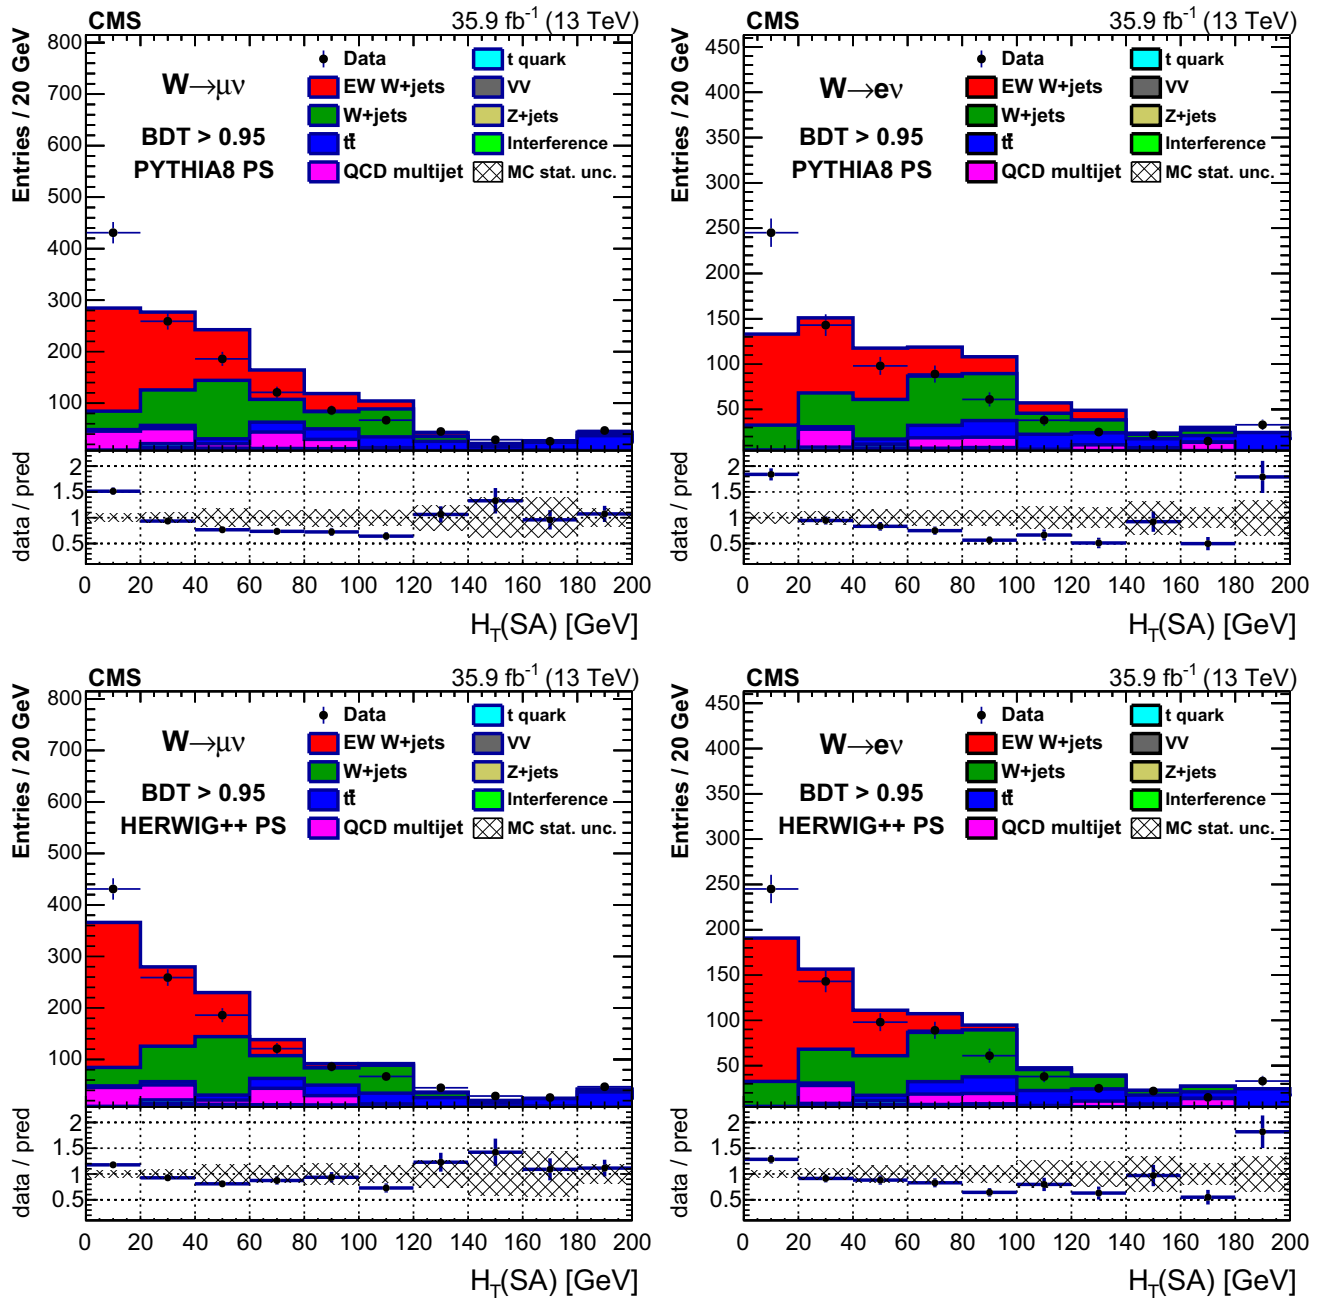 CMS
35.9 fb⁻¹ (13 TeV)
Entries / 20 GeV
800
700
600
500
400
300
200
100
W→μν
BDT > 0.95
PYTHIA8 PS
Data
EW W+jets
W+jets
tt̄
QCD multijet
t quark
VV
Z+jets
Interference
MC stat. unc.
data / pred
2
1.5
1
0.5
0 20 40 60 80 100 120 140 160 180 200
H_T(SA) [GeV]
CMS
35.9 fb⁻¹ (13 TeV)
Entries / 20 GeV
450
400
350
300
250
200
150
100
50
W→eν
BDT > 0.95
PYTHIA8 PS
Data
EW W+jets
W+jets
tt̄
QCD multijet
t quark
VV
Z+jets
Interference
MC stat. unc.
data / pred
2
1.5
1
0.5
0 20 40 60 80 100 120 140 160 180 200
H_T(SA) [GeV]
CMS
35.9 fb⁻¹ (13 TeV)
Entries / 20 GeV
800
700
600
500
400
300
200
100
W→μν
BDT > 0.95
HERWIG++ PS
Data
EW W+jets
W+jets
tt̄
QCD multijet
t quark
VV
Z+jets
Interference
MC stat. unc.
data / pred
2
1.5
1
0.5
0 20 40 60 80 100 120 140 160 180 200
H_T(SA) [GeV]
CMS
35.9 fb⁻¹ (13 TeV)
Entries / 20 GeV
450
400
350
300
250
200
150
100
50
W→eν
BDT > 0.95
HERWIG++ PS
Data
EW W+jets
W+jets
tt̄
QCD multijet
t quark
VV
Z+jets
Interference
MC stat. unc.
data / pred
2
1.5
1
0.5
0 20 40 60 80 100 120 140 160 180 200
H_T(SA) [GeV]